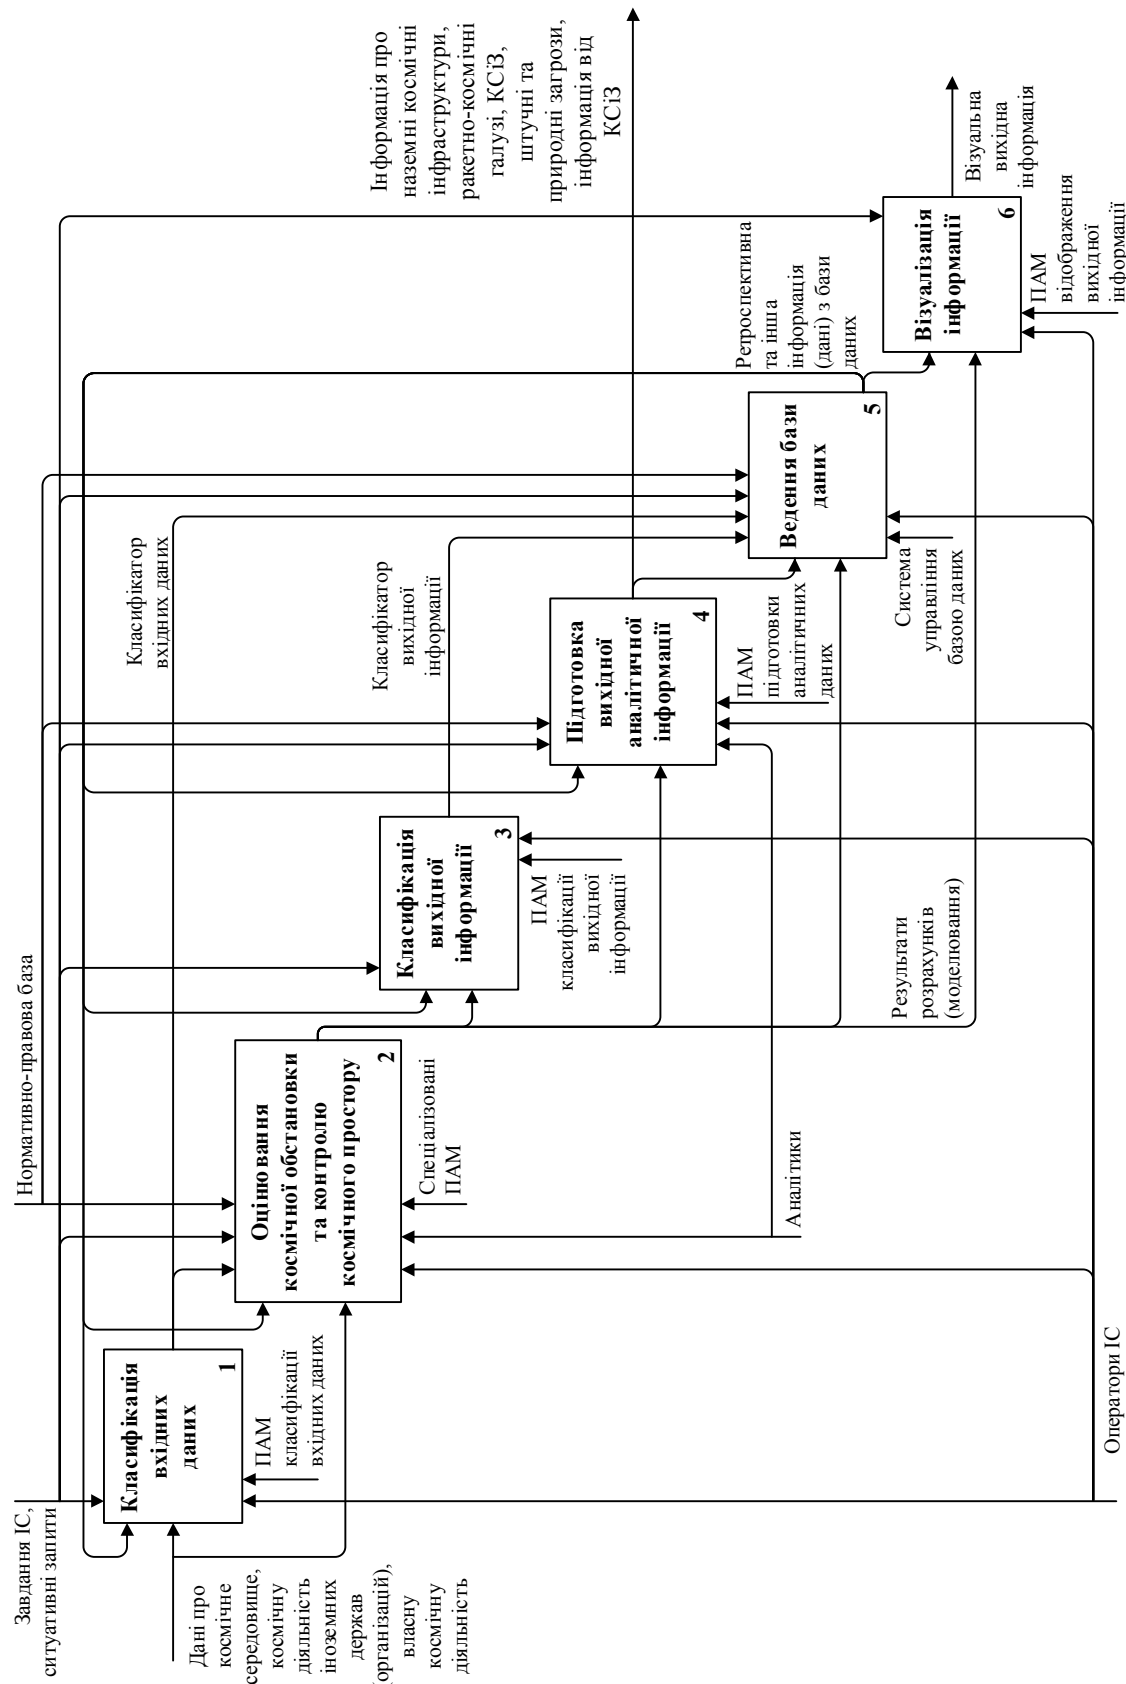 Завдання ІС,
ситуативні запити
Нормативно-правова база
Дані про
космічне
середовище,
космічну
діяльність
іноземних
держав
(організацій),
власну
космічну
діяльність
Класифікація
вхідних
даних
1
ПАМ
класифікації
вхідних даних
Оцінювання
космічної обстановки
та контролю
космічного простору
2
Спеціалізовані
ПАМ
Аналітики
Класифікація
вихідної
інформації
3
ПАМ
класифікації
вихідної
інформації
Результати
розрахунків
(моделювання)
Підготовка
вихідної
аналітичної
інформації
4
ПАМ
підготовки
аналітичних
даних
Класифікатор
вхідних даних
Класифікатор
вихідної
інформації
Ведення бази
даних
5
Система
управління
базою даних
Ретроспективна
та інша
інформація
(дані) з бази
даних
Візуалізація
інформації
6
ПАМ
відображення
вихідної
інформації
Візуальна
вихідна
інформація
Інформація про
наземні космічні
інфраструктури,
ракетно-космічні
галузі, КСіЗ,
штучні та
природні загрози,
інформація від
КСіЗ
Оператори ІС